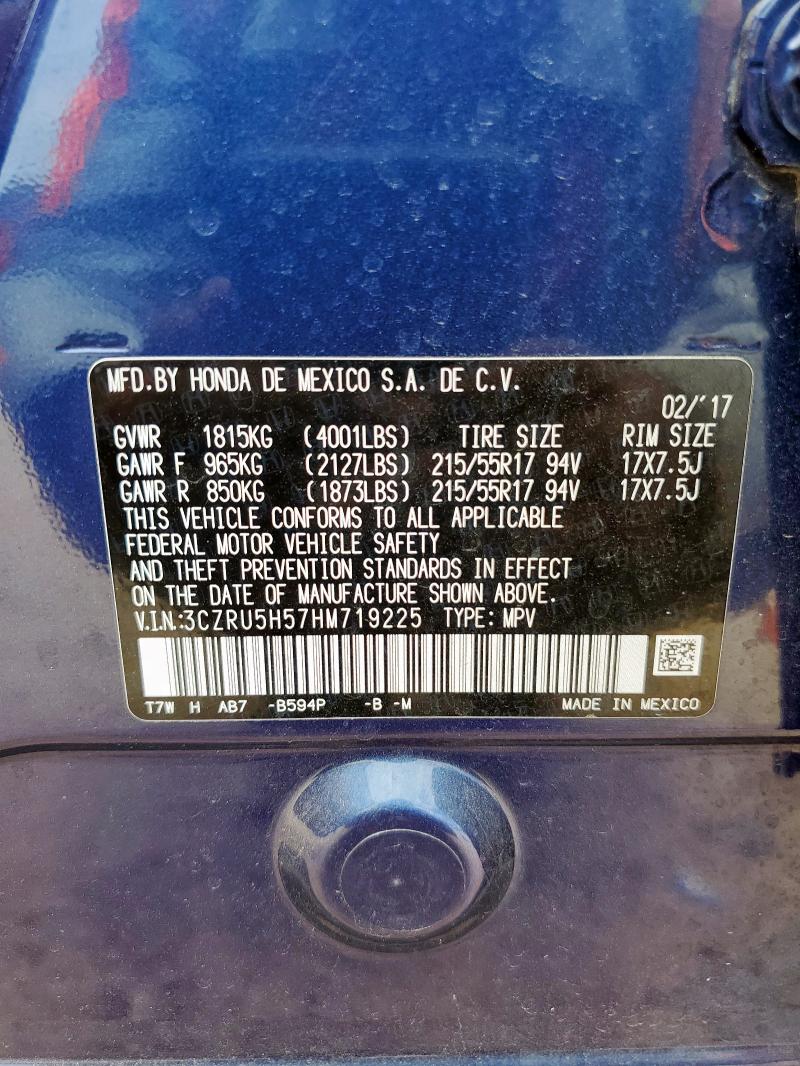 MFD.BY HONDA DE MEXICO S.A. DE C.V.
02/'17
GVWR 1815KG (4001LBS) TIRE SIZE RIM SIZE
GAWR F 965KG (2127LBS) 215/55R17 94V 17X7.5J
GAWR R 850KG (1873LBS) 215/55R17 94V 17X7.5J
THIS VEHICLE CONFORMS TO ALL APPLICABLE
FEDERAL MOTOR VEHICLE SAFETY
AND THEFT PREVENTION STANDARDS IN EFFECT
ON THE DATE OF MANUFACTURE SHOWN ABOVE.
V.I.N.:3CZRU5H57HM719225 TYPE: MPV
T7W H AB7 -B594P -B -M MADE IN MEXICO